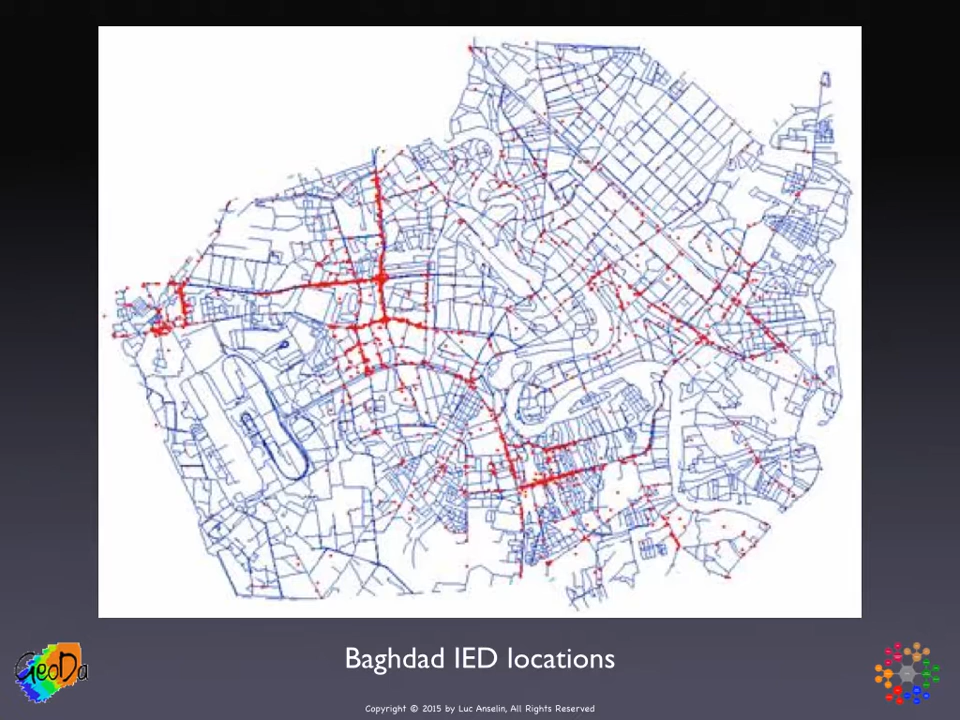 Baghdad IED locations
GeoDa
Copyright © 2015 by Luc Anselin, All Rights Reserved